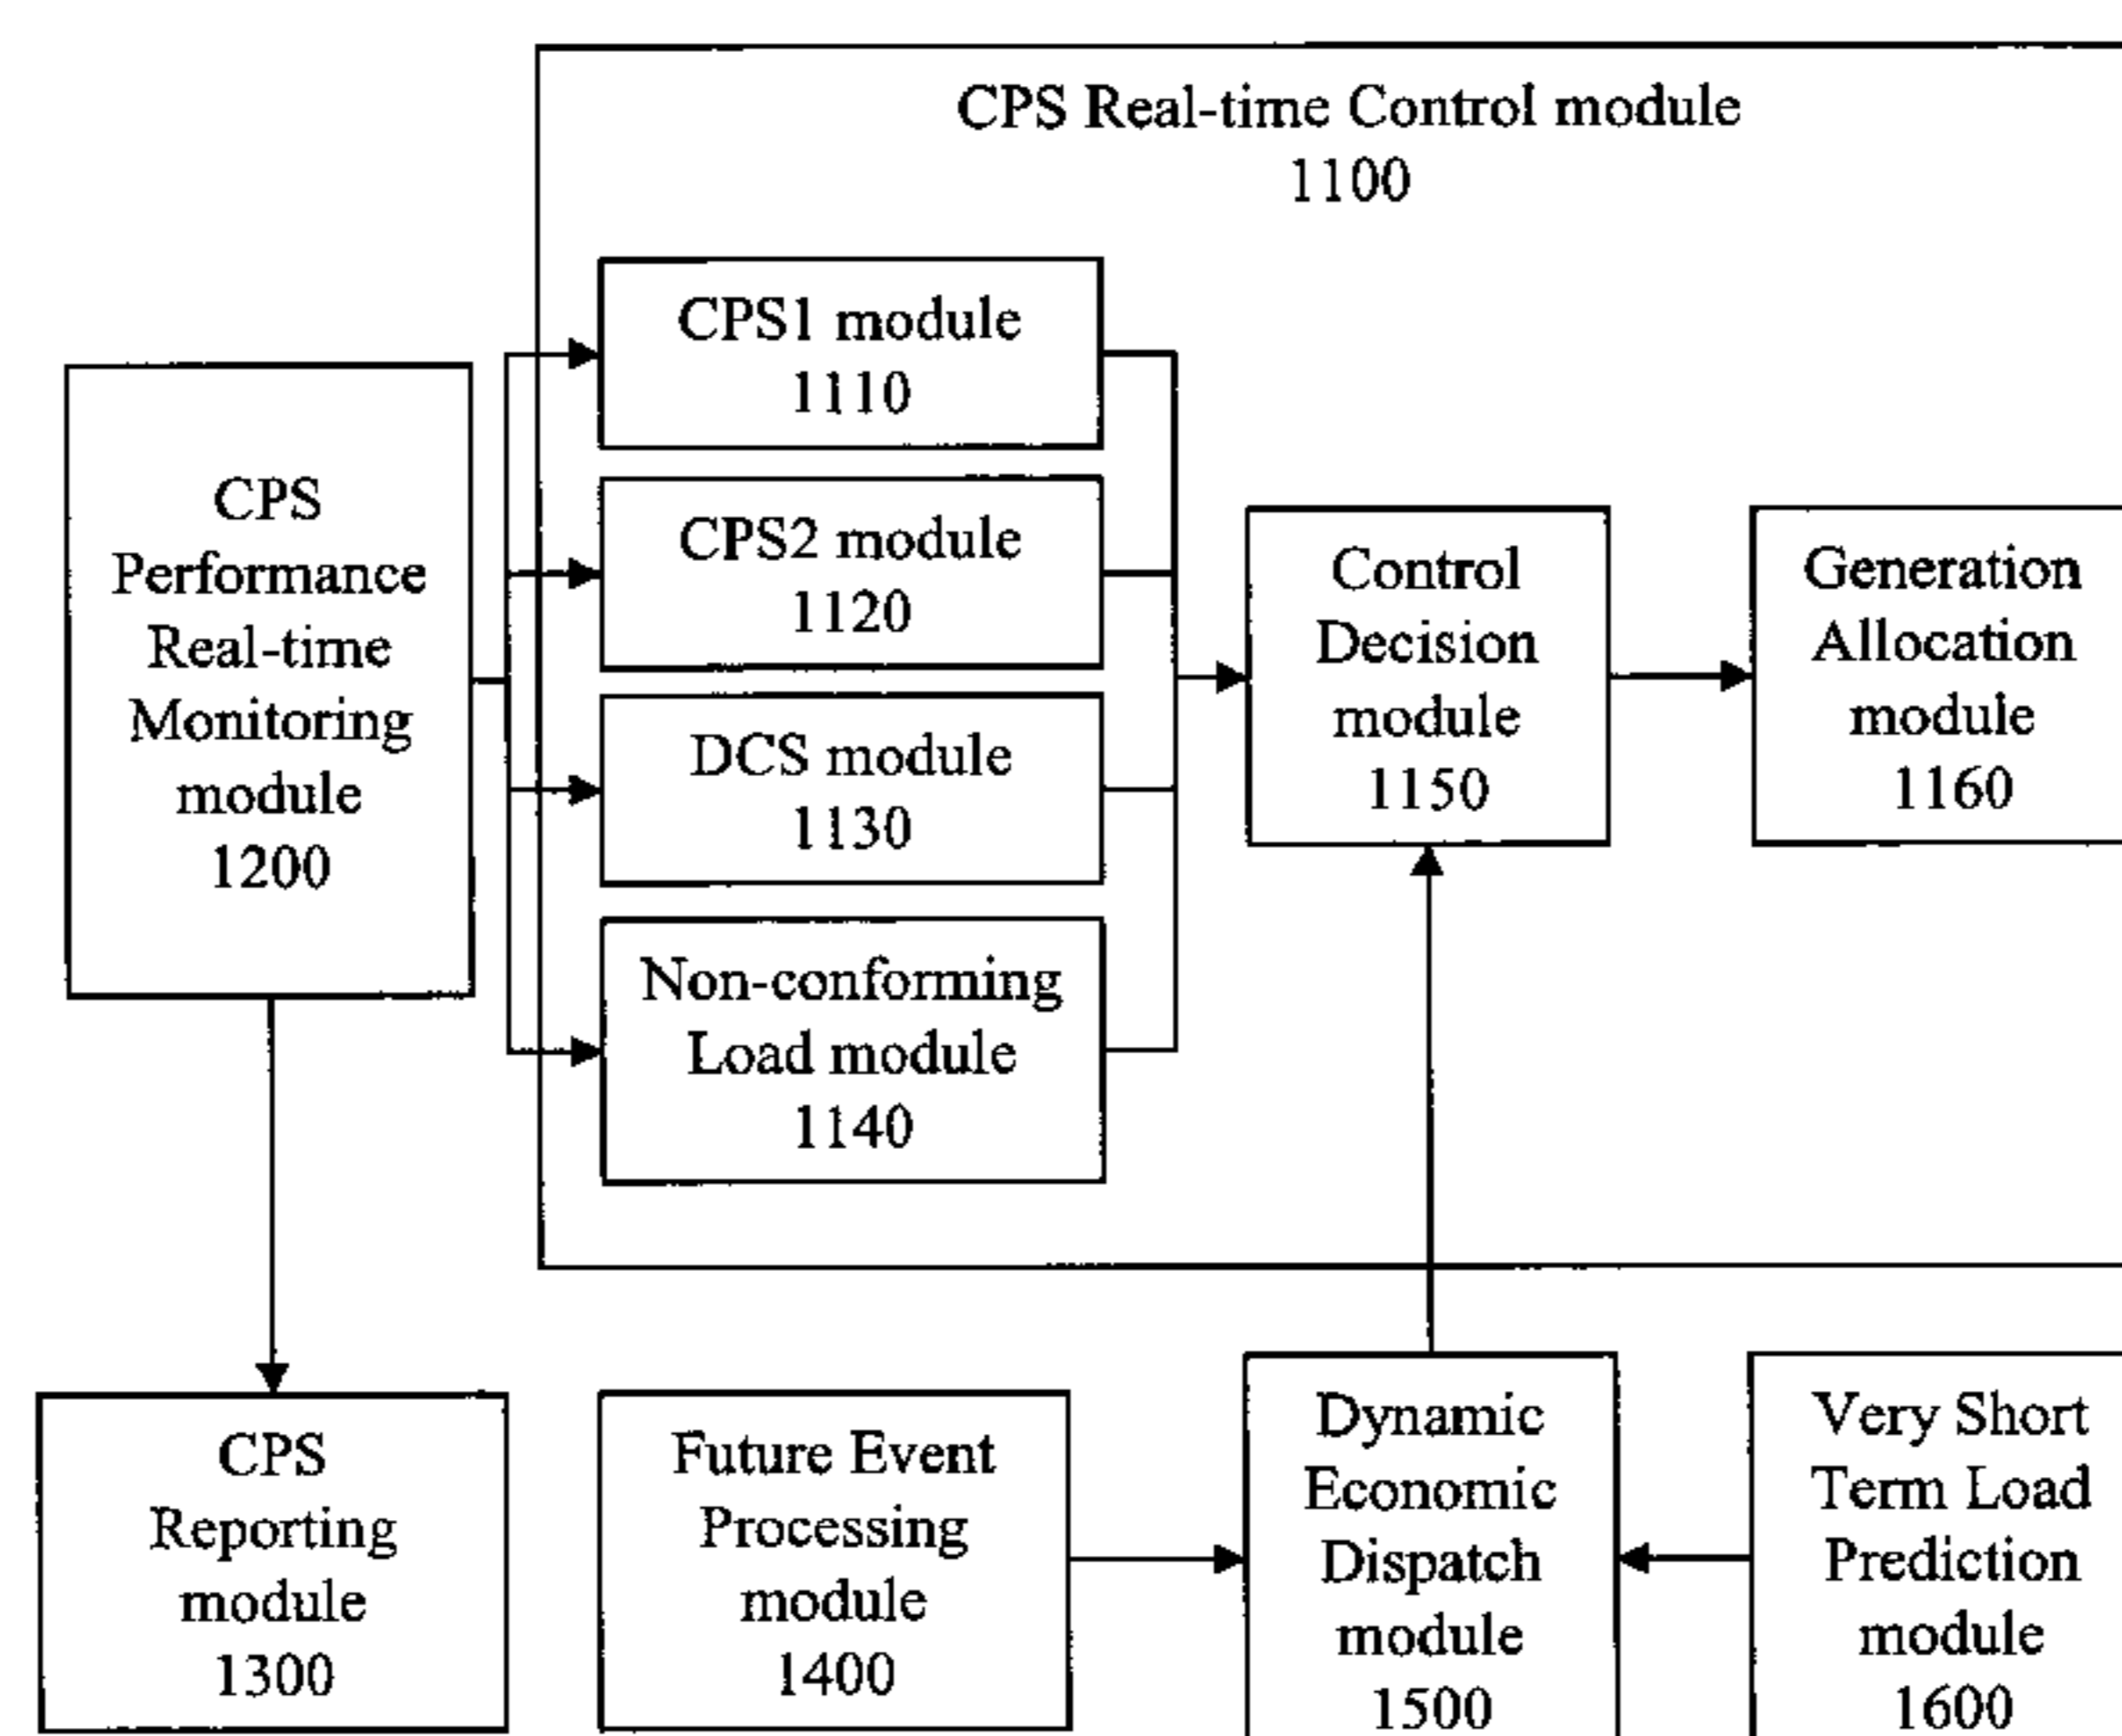 CPS Real-time Control module
1100
CPS
Performance
Real-time
Monitoring
module
1200
CPS1 module
1110
CPS2 module
1120
DCS module
1130
Non-conforming
Load module
1140
Control
Decision
module
1150
Generation
Allocation
module
1160
CPS
Reporting
module
1300
Future Event
Processing
module
1400
Dynamic
Economic
Dispatch
module
1500
Very Short
Term Load
Prediction
module
1600